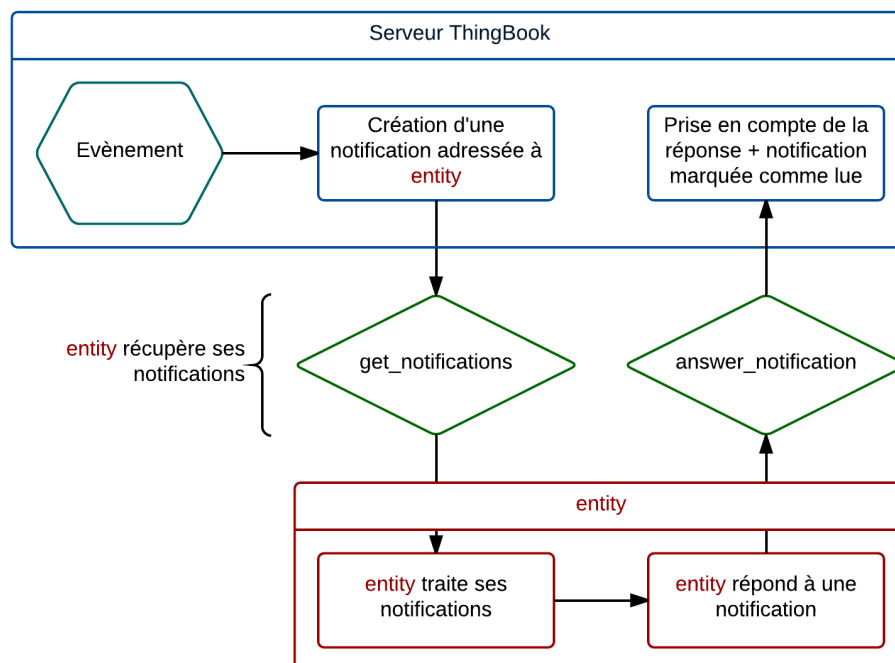 Serveur ThingBook
Evènement
Création d'une
notification adressée à
entity
Prise en compte de la
réponse + notification
marquée comme lue
entity récupère ses
notifications
get_notifications
answer_notification
entity
entity traite ses
notifications
entity répond à une
notification